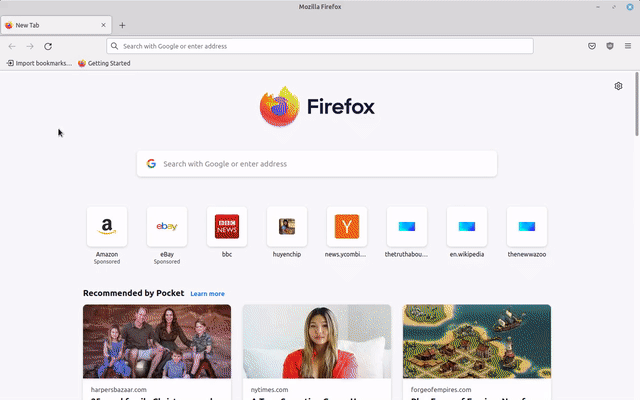 Mozilla Firefox
New Tab
Search with Google or enter address
Import bookmarks...
Getting Started
Firefox
Search with Google or enter address
a
ebay
BBC
NEWS
Y
Amazon
eBay
bbc
huyenchip
news.ycombi...
thetruthabou...
en.wikipedia
thenewwazoo
Sponsored
Sponsored
Recommended by Pocket Learn more
harpersbazaar.com
nytimes.com
forgeofempires.com